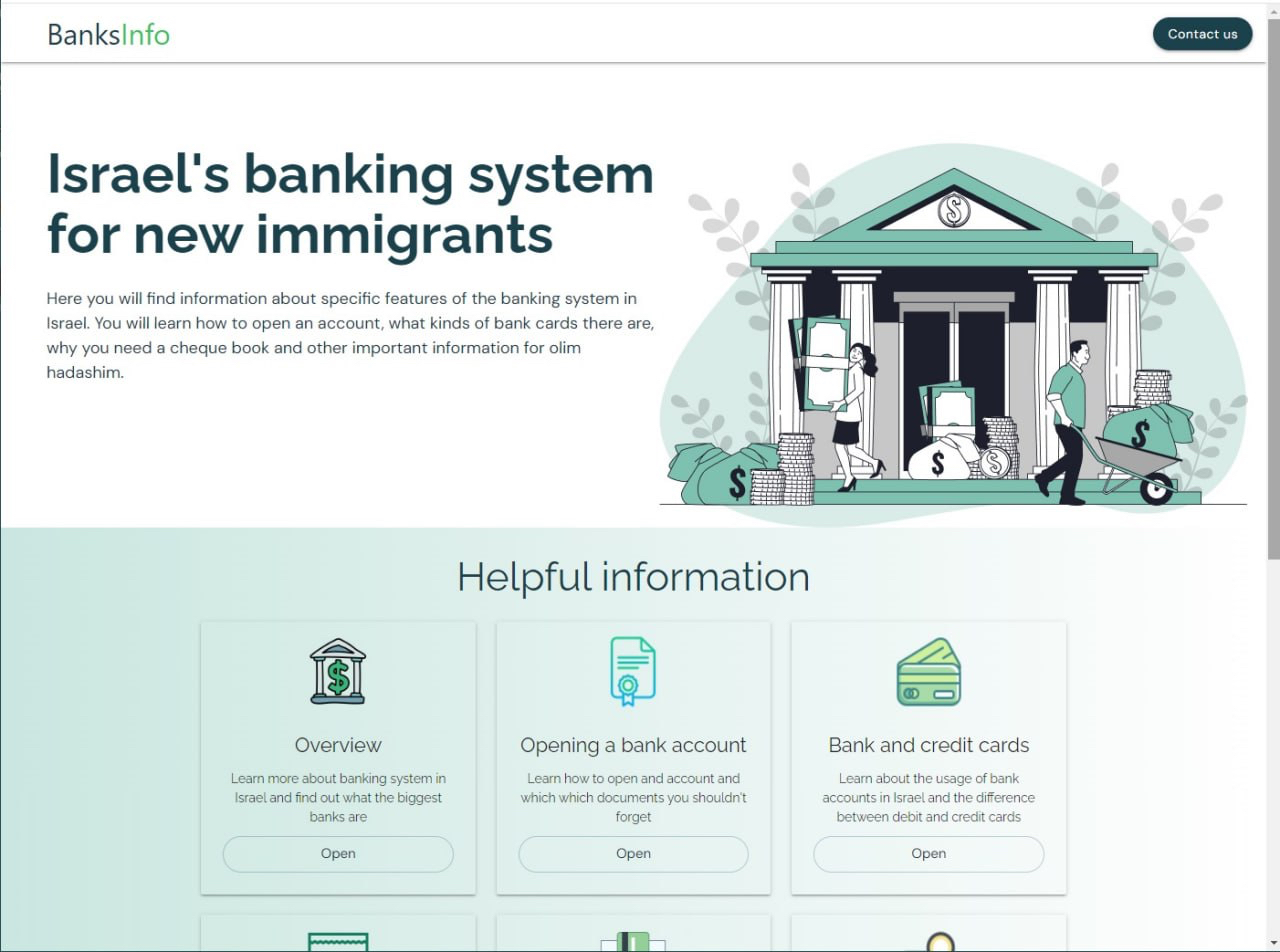 BanksInfo
Contact us
Israel's banking system
for new immigrants
Here you will find information about specific features of the banking system in
Israel. You will learn how to open an account, what kinds of bank cards there are,
why you need a cheque book and other important information for olim
hadashim.
$
$
$
$
$
Helpful information
$
Overview
Learn more about banking system in
Israel and find out what the biggest
banks are
Open
Opening a bank account
Learn how to open and account and
which which documents you shouldn't
forget
Open
Bank and credit cards
Learn about the usage of bank
accounts in Israel and the difference
between debit and credit cards
Open